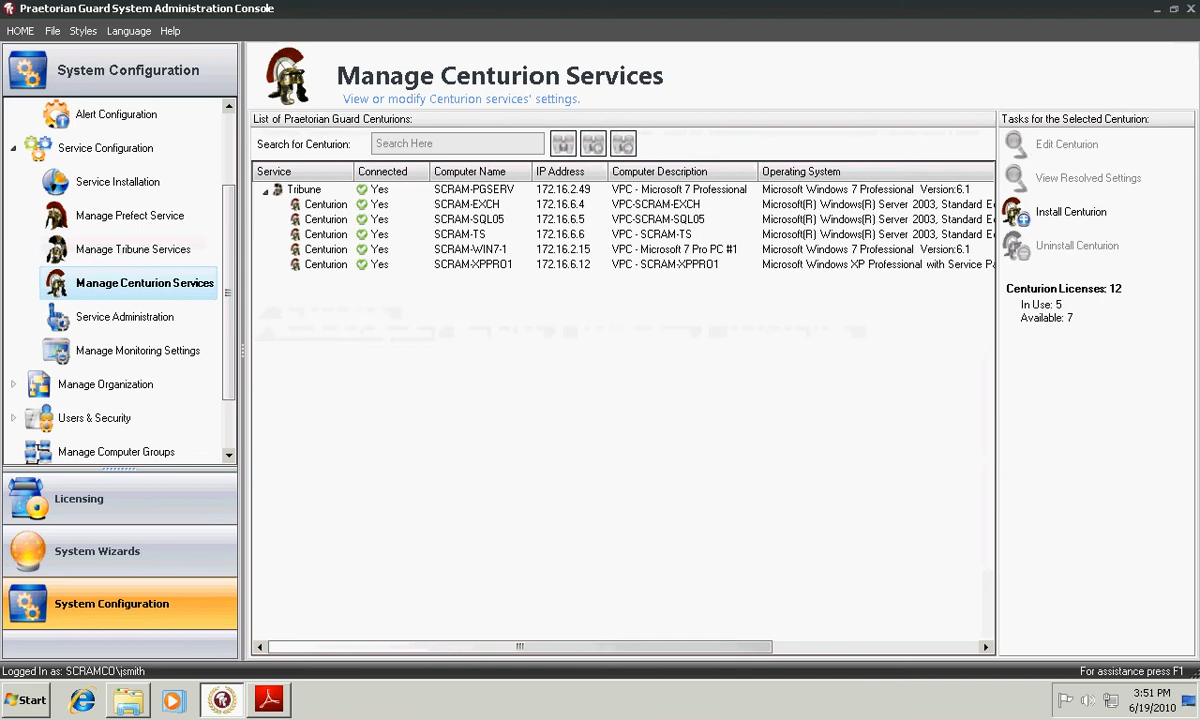 Praetorian Guard System Administration Console
HOME File Styles Language Help
System Configuration
Alert Configuration
Service Configuration
Service Installation
Manage Prefect Service
Manage Tribune Services
Manage Centurion Services
Service Administration
Manage Monitoring Settings
Manage Organization
Users & Security
Manage Computer Groups
Licensing
System Wizards
System Configuration
Manage Centurion Services
View or modify Centurion services' settings.
List of Praetorian Guard Centurions:
Search for Centurion: Search Here
Service Connected Computer Name IP Address Computer Description Operating System
Tribune Yes SCRAM-PGSERV 172.16.2.49 VPC - Microsoft 7 Professional Microsoft Windows 7 Professional Version:6.1
Centurion Yes SCRAM-EXCH 172.16.6.4 VPC-SCRAM-EXCH Microsoft(R) Windows(R) Server 2003, Standard E
Centurion Yes SCRAM-SQL05 172.16.6.5 VPC-SCRAM-SQL05 Microsoft(R) Windows(R) Server 2003, Standard E
Centurion Yes SCRAM-TS 172.16.6.6 VPC - SCRAM-TS Microsoft(R) Windows(R) Server 2003, Standard E
Centurion Yes SCRAM-WIN7-1 172.16.2.15 VPC - Microsoft 7 Pro PC #1 Microsoft Windows 7 Professional Version:6.1
Centurion Yes SCRAM-XPPRO1 172.16.6.12 VPC - SCRAM-XPPRO1 Microsoft Windows XP Professional with Service Pa
Tasks for the Selected Centurion:
Edit Centurion
View Resolved Settings
Install Centurion
Uninstall Centurion
Centurion Licenses: 12
In Use: 5
Available: 7
Logged In as: SCRAMCO\jsmith
For assistance press F1
Start
3:51 PM
6/19/2010